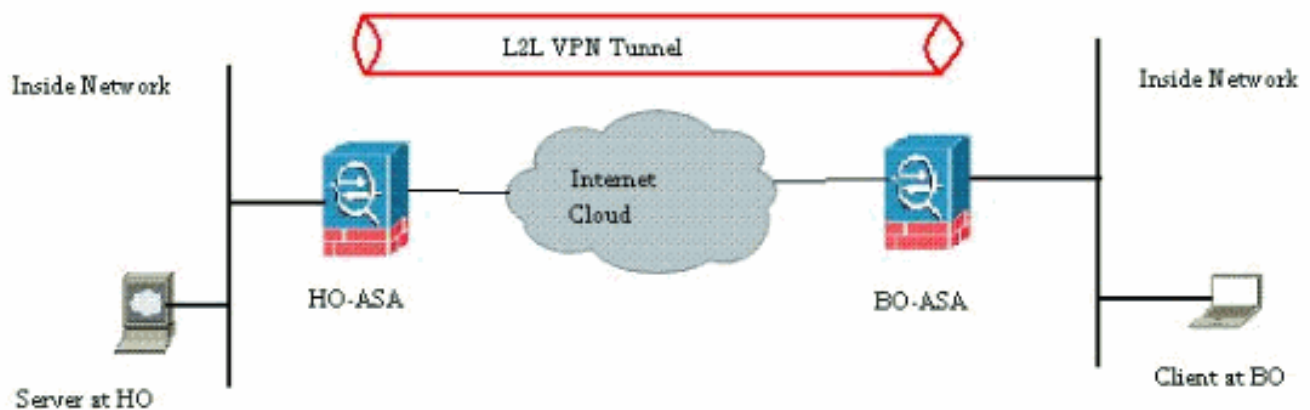 L2L VPN Tunnel
Inside Network
Inside Network
Internet
Cloud
HO-ASA
BO-ASA
Server at HO
Client at BO